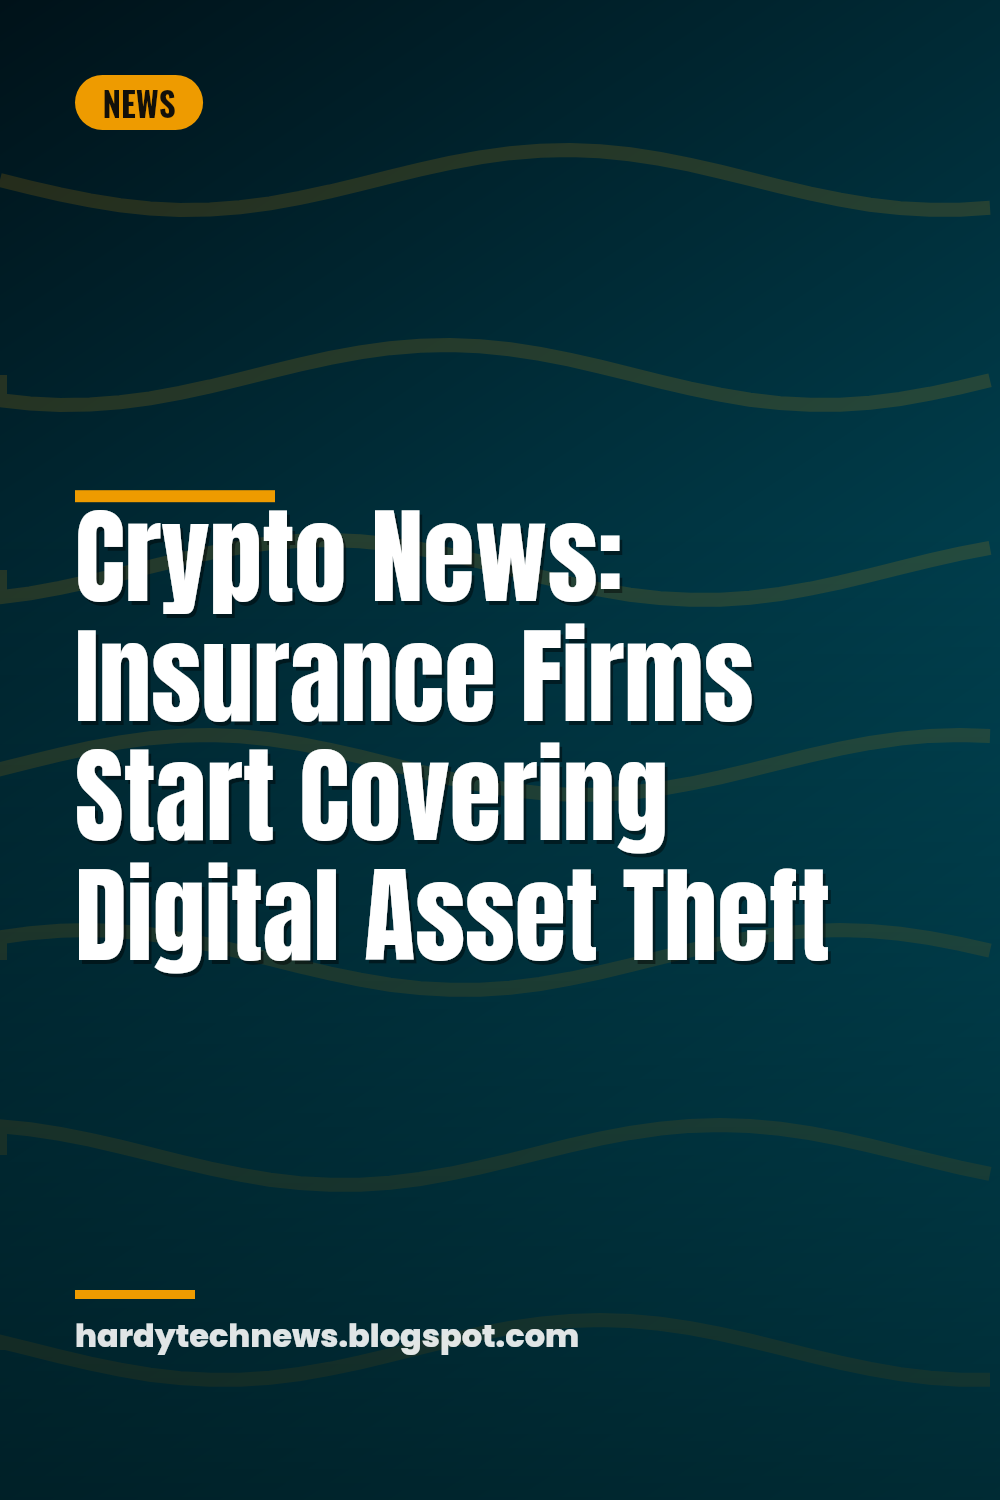 NEWS
Crypto News:
Insurance Firms
Start Covering
Digital Asset Theft
hardytechnews.blogspot.com